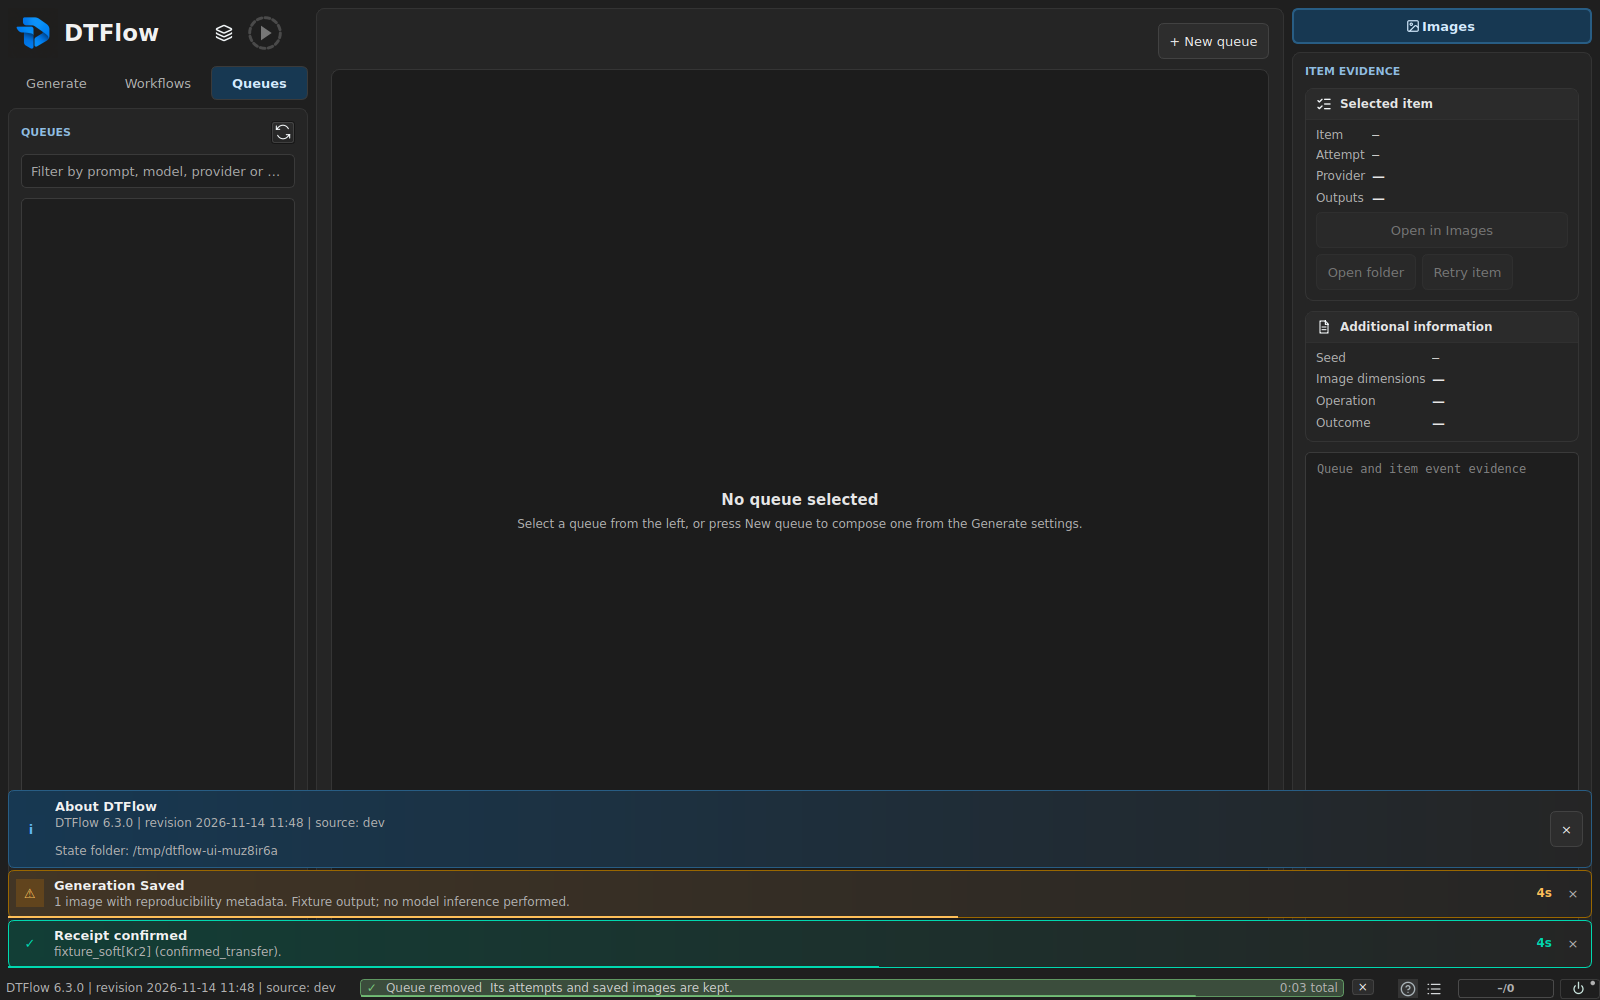 DTFlow
Generate
Workflows
Queues
QUEUES
Filter by prompt, model, provider or ...
+ New queue
No queue selected
Select a queue from the left, or press New queue to compose one from the Generate settings.
Images
ITEM EVIDENCE
Selected item
Item –
Attempt –
Provider —
Outputs —
Open in Images
Open folder
Retry item
Additional information
Seed –
Image dimensions —
Operation —
Outcome —
Queue and item event evidence
About DTFlow
DTFlow 6.3.0 | revision 2026-11-14 11:48 | source: dev
State folder: /tmp/dtflow-ui-muz8ir6a
Generation Saved
1 image with reproducibility metadata. Fixture output; no model inference performed.
4s
Receipt confirmed
fixture_soft[Kr2] (confirmed_transfer).
4s
DTFlow 6.3.0 | revision 2026-11-14 11:48 | source: dev
Queue removed Its attempts and saved images are kept.
0:03 total
–/0